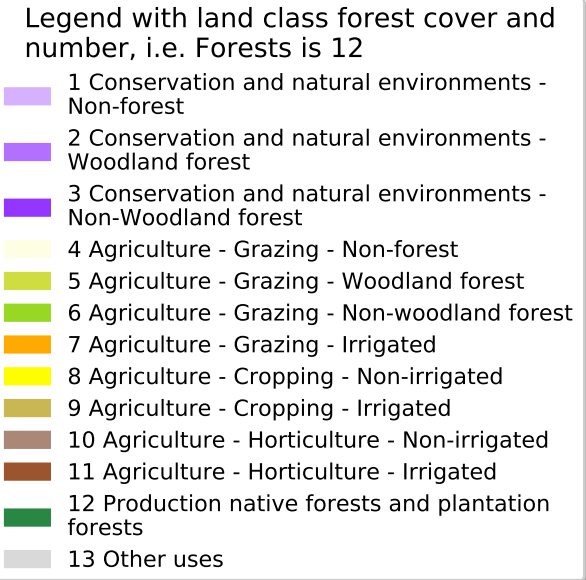 Legend with land class forest cover and
number, i.e. Forests is 12
1 Conservation and natural environments -
Non-forest
2 Conservation and natural environments -
Woodland forest
3 Conservation and natural environments -
Non-Woodland forest
4 Agriculture - Grazing - Non-forest
5 Agriculture - Grazing - Woodland forest
6 Agriculture - Grazing - Non-woodland forest
7 Agriculture - Grazing - Irrigated
8 Agriculture - Cropping - Non-irrigated
9 Agriculture - Cropping - Irrigated
10 Agriculture - Horticulture - Non-irrigated
11 Agriculture - Horticulture - Irrigated
12 Production native forests and plantation
forests
13 Other uses